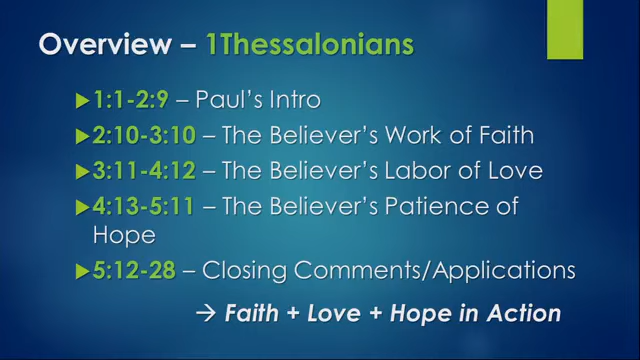 Overview – 1Thessalonians
1:1-2:9 – Paul's Intro
2:10-3:10 – The Believer's Work of Faith
3:11-4:12 – The Believer's Labor of Love
4:13-5:11 – The Believer's Patience of
Hope
5:12-28 – Closing Comments/Applications
→ Faith + Love + Hope in Action